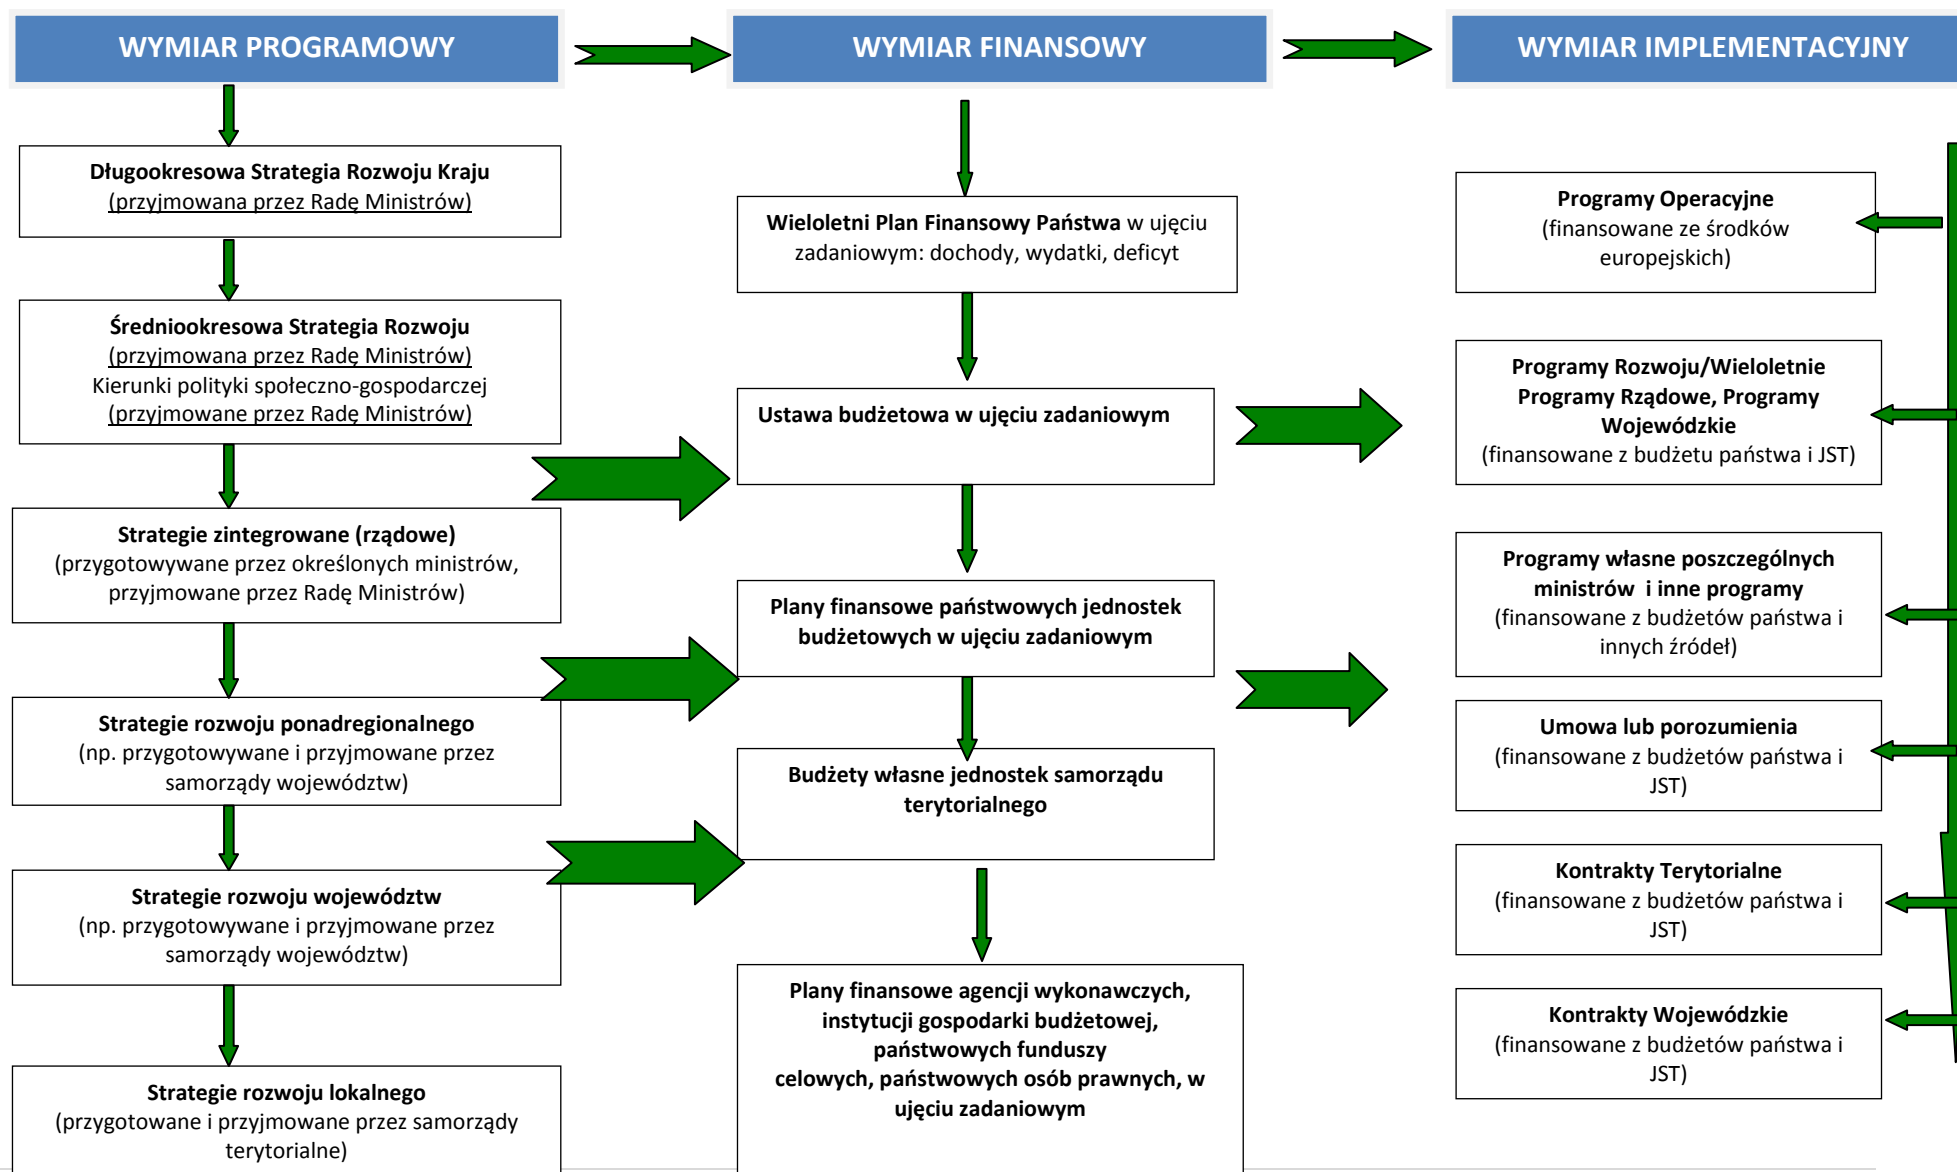 WYMIAR PROGRAMOWY
WYMIAR FINANSOWY
WYMIAR IMPLEMENTACYJNY
Długookresowa Strategia Rozwoju Kraju
(przyjmowana przez Radę Ministrów)
Średniookresowa Strategia Rozwoju
(przyjmowana przez Radę Ministrów)
Kierunki polityki społeczno-gospodarczej
(przyjmowane przez Radę Ministrów)
Strategie zintegrowane (rządowe)
(przygotowywane przez określonych ministrów,
przyjmowane przez Radę Ministrów)
Strategie rozwoju ponadregionalnego
(np. przygotowywane i przyjmowane przez
samorządy województw)
Strategie rozwoju województw
(np. przygotowywane i przyjmowane przez
samorządy województw)
Strategie rozwoju lokalnego
(przygotowane i przyjmowane przez samorządy
terytorialne)
Wieloletni Plan Finansowy Państwa w ujęciu
zadaniowym: dochody, wydatki, deficyt
Ustawa budżetowa w ujęciu zadaniowym
Plany finansowe państwowych jednostek
budżetowych w ujęciu zadaniowym
Budżety własne jednostek samorządu
terytorialnego
Plany finansowe agencji wykonawczych,
instytucji gospodarki budżetowej,
państwowych funduszy
celowych, państwowych osób prawnych, w
ujęciu zadaniowym
Programy Operacyjne
(finansowane ze środków
europejskich)
Programy Rozwoju/Wieloletnie
Programy Rządowe, Programy
Wojewódzkie
(finansowane z budżetu państwa i JST)
Programy własne poszczególnych
ministrów i inne programy
(finansowane z budżetów państwa i
innych źródeł)
Umowa lub porozumienia
(finansowane z budżetów państwa i
JST)
Kontrakty Terytorialne
(finansowane z budżetów państwa i
JST)
Kontrakty Wojewódzkie
(finansowane z budżetów państwa i
JST)